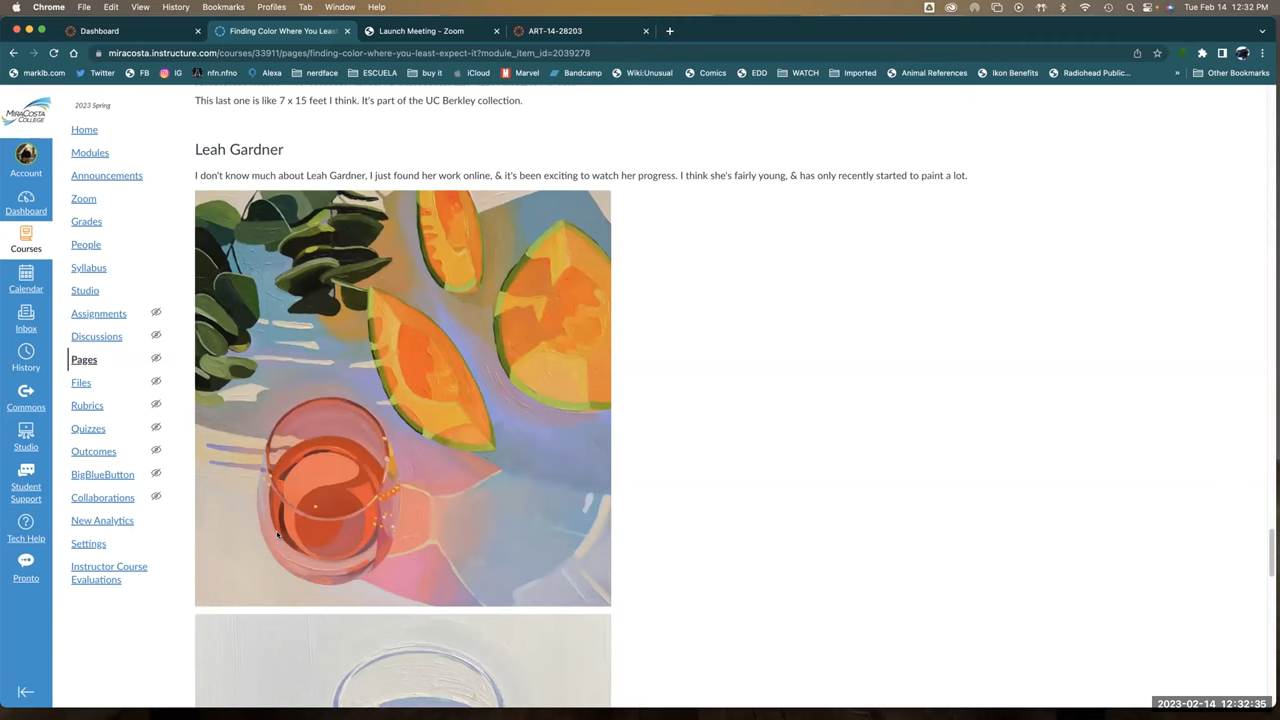 Chrome File Edit View History Bookmarks Profiles Tab Window Help Tue Feb 14 12:32 PM
Dashboard Finding Color Where You Leas Launch Meeting - Zoom ART-14-28203
miracosta.instructure.com/courses/33911/pages/finding-color-where-you-least-expect-it?module_item_id=2039278
marklb.com Twitter FB IG nfn.nfno Alexa nerdface ESCUELA buy it iCloud Marvel Bandcamp Wiki:Unusual Comics EDD WATCH Imported Animal References Ikon Benefits Radiohead Public... » Other Bookmarks
MIRACOSTA
COLLEGE
Account
Dashboard
Courses
Calendar
Inbox
History
Commons
Studio
Student
Support
Tech Help
Pronto
2023 Spring
Home
Modules
Announcements
Zoom
Grades
People
Syllabus
Studio
Assignments
Discussions
Pages
Files
Rubrics
Quizzes
Outcomes
BigBlueButton
Collaborations
New Analytics
Settings
Instructor Course
Evaluations
This last one is like 7 x 15 feet I think. It's part of the UC Berkley collection.
Leah Gardner
I don't know much about Leah Gardner, I just found her work online, & it's been exciting to watch her progress. I think she's fairly young, & has only recently started to paint a lot.
2023-02-14 12:32:35